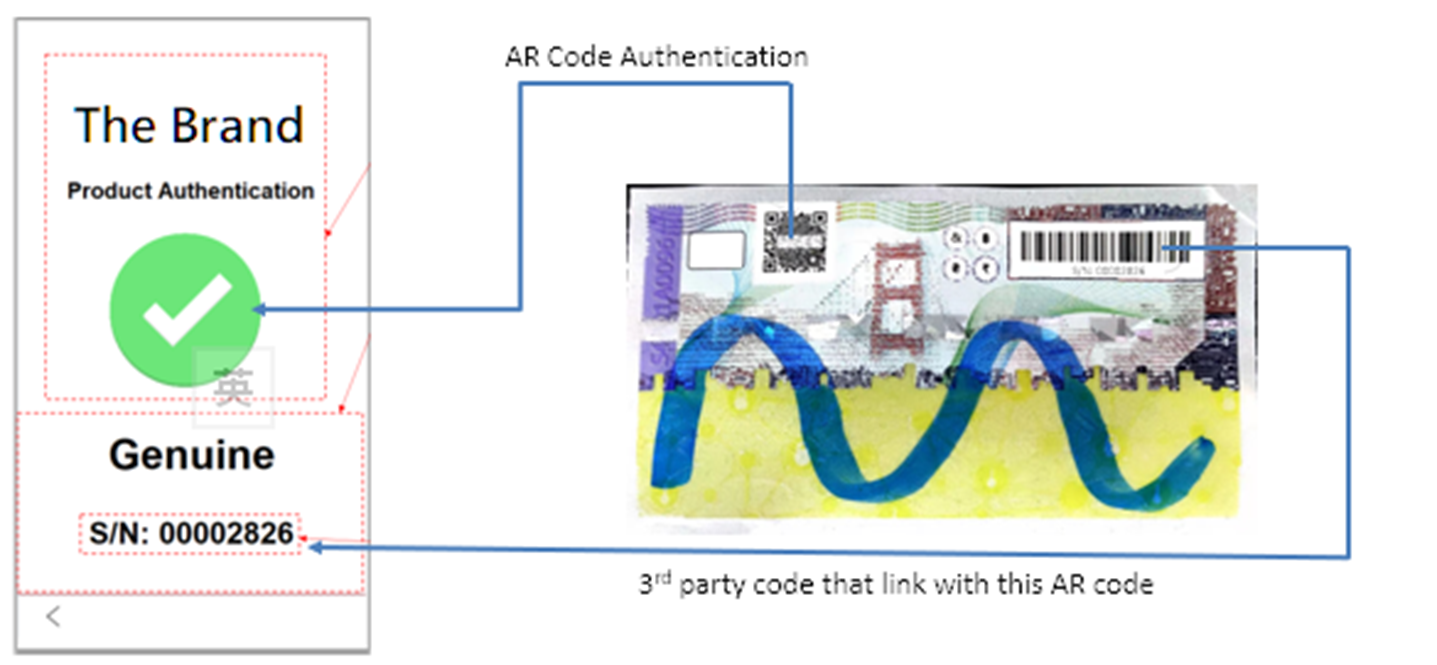 The Brand
Product Authentication
英
Genuine
S/N: 00002826
<
AR Code Authentication
S/N: 00002826
3rd party code that link with this AR code